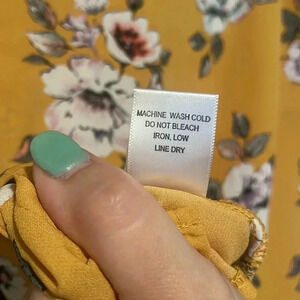 MACHINE WASH COLD
DO NOT BLEACH
IRON, LOW
LINE DRY